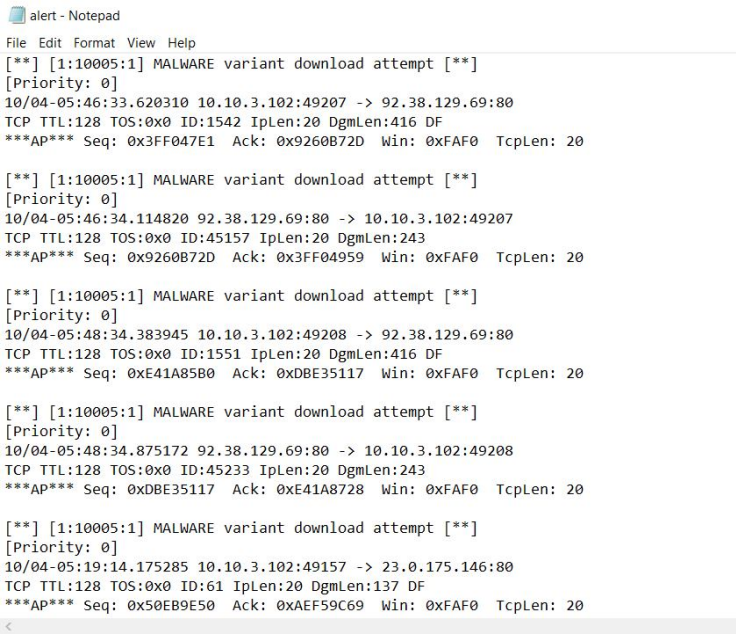 alert - Notepad
File Edit Format View Help
[**] [1:10005:1] MALWARE variant download attempt [**]
[Priority: 0]
10/04-05:46:33.620310 10.10.3.102:49207 -> 92.38.129.69:80
TCP TTL:128 TOS:0x0 ID:1542 IpLen:20 DgmLen:416 DF
***AP*** Seq: 0x3FF047E1  Ack: 0x9260B72D  Win: 0xFAF0  TcpLen: 20

[**] [1:10005:1] MALWARE variant download attempt [**]
[Priority: 0]
10/04-05:46:34.114820 92.38.129.69:80 -> 10.10.3.102:49207
TCP TTL:128 TOS:0x0 ID:45157 IpLen:20 DgmLen:243
***AP*** Seq: 0x9260B72D  Ack: 0x3FF04959  Win: 0xFAF0  TcpLen: 20

[**] [1:10005:1] MALWARE variant download attempt [**]
[Priority: 0]
10/04-05:48:34.383945 10.10.3.102:49208 -> 92.38.129.69:80
TCP TTL:128 TOS:0x0 ID:1551 IpLen:20 DgmLen:416 DF
***AP*** Seq: 0xE41A85B0  Ack: 0xDBE35117  Win: 0xFAF0  TcpLen: 20

[**] [1:10005:1] MALWARE variant download attempt [**]
[Priority: 0]
10/04-05:48:34.875172 92.38.129.69:80 -> 10.10.3.102:49208
TCP TTL:128 TOS:0x0 ID:45233 IpLen:20 DgmLen:243
***AP*** Seq: 0xDBE35117  Ack: 0xE41A8728  Win: 0xFAF0  TcpLen: 20

[**] [1:10005:1] MALWARE variant download attempt [**]
[Priority: 0]
10/04-05:19:14.175285 10.10.3.102:49157 -> 23.0.175.146:80
TCP TTL:128 TOS:0x0 ID:61 IpLen:20 DgmLen:137 DF
***AP*** Seq: 0x50EB9E50  Ack: 0xAEF59C69  Win: 0xFAF0  TcpLen: 20